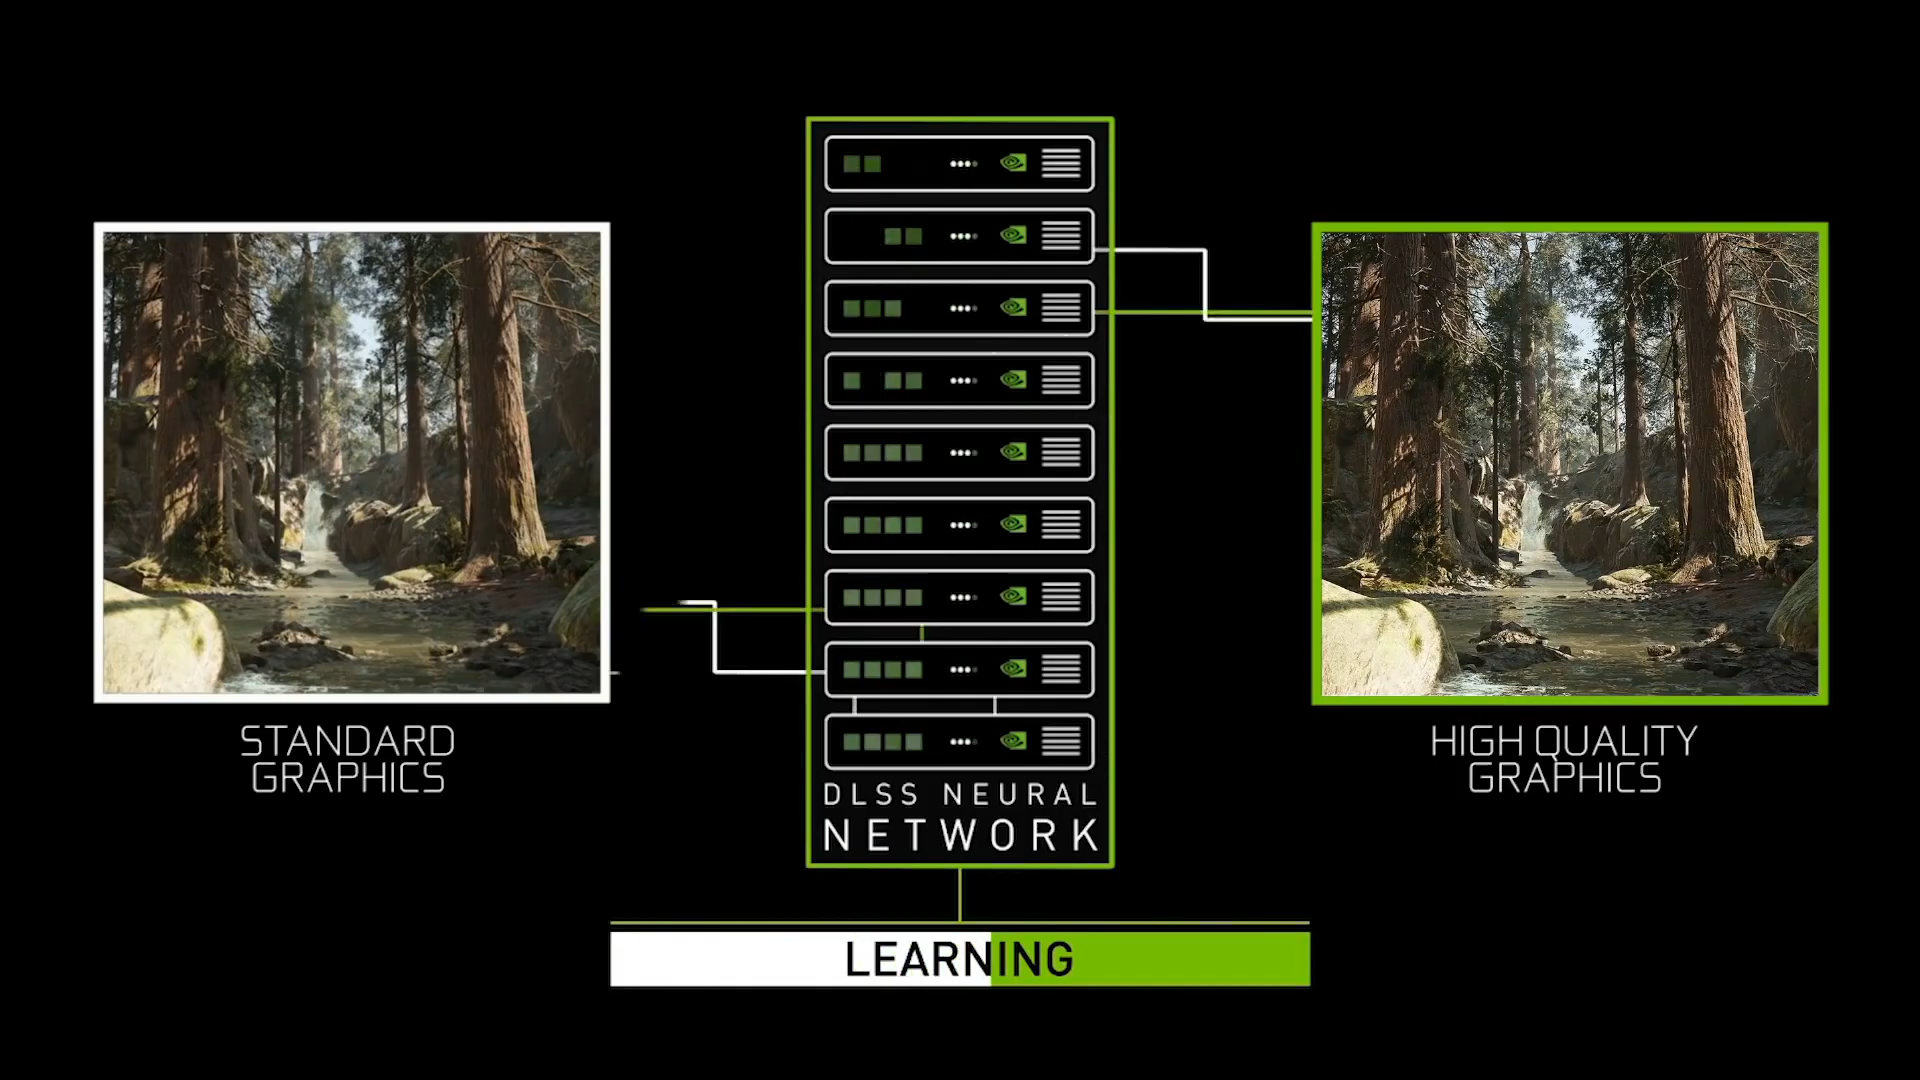 STANDARD
GRAPHICS
DLSS NEURAL
NETWORK
HIGH QUALITY
GRAPHICS
LEARNING